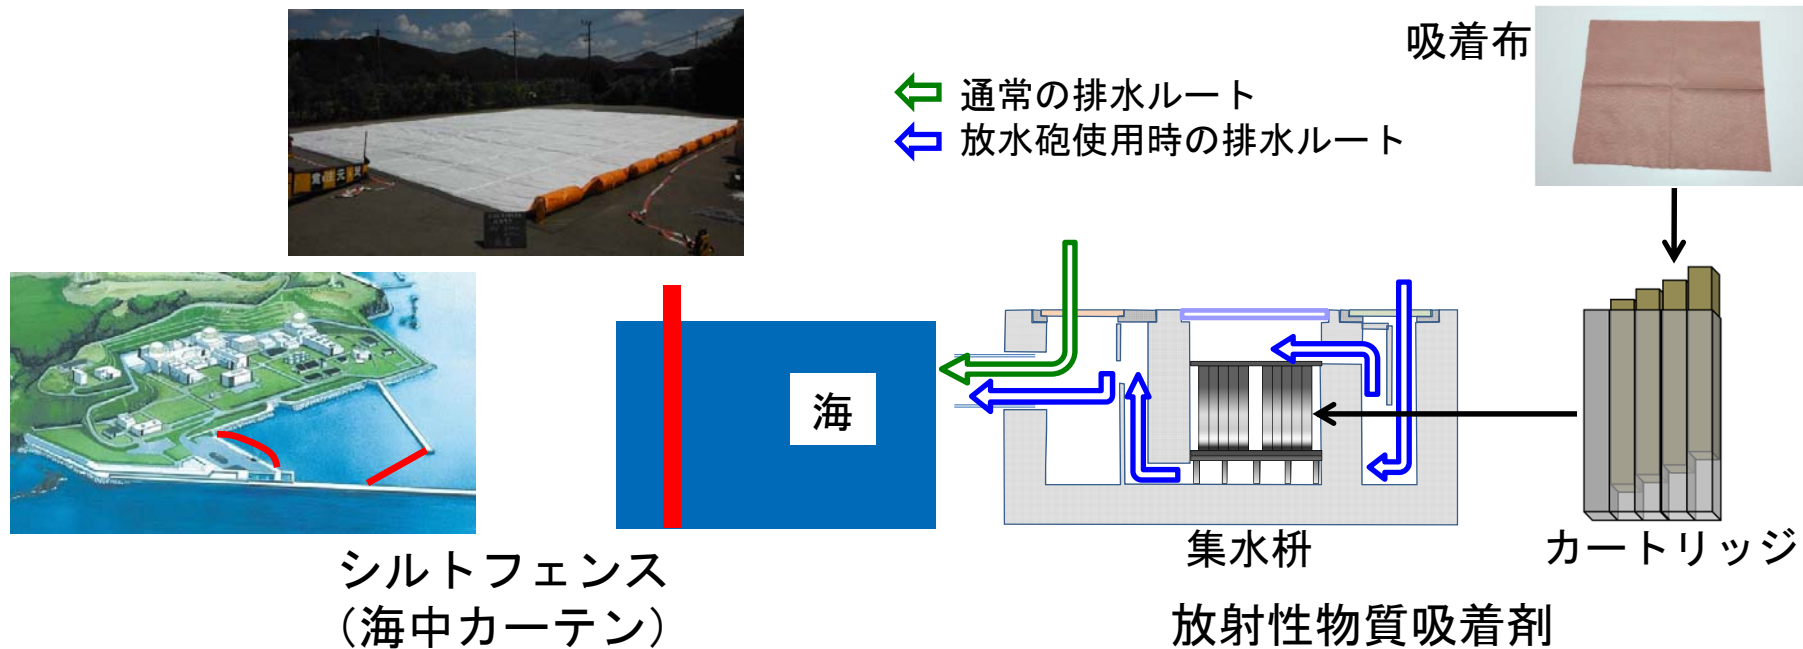 吸着布
通常の排水ルート
放水砲使用時の排水ルート
海
集水枡
カートリッジ
シルトフェンス
（海中カーテン）
放射性物質吸着剤